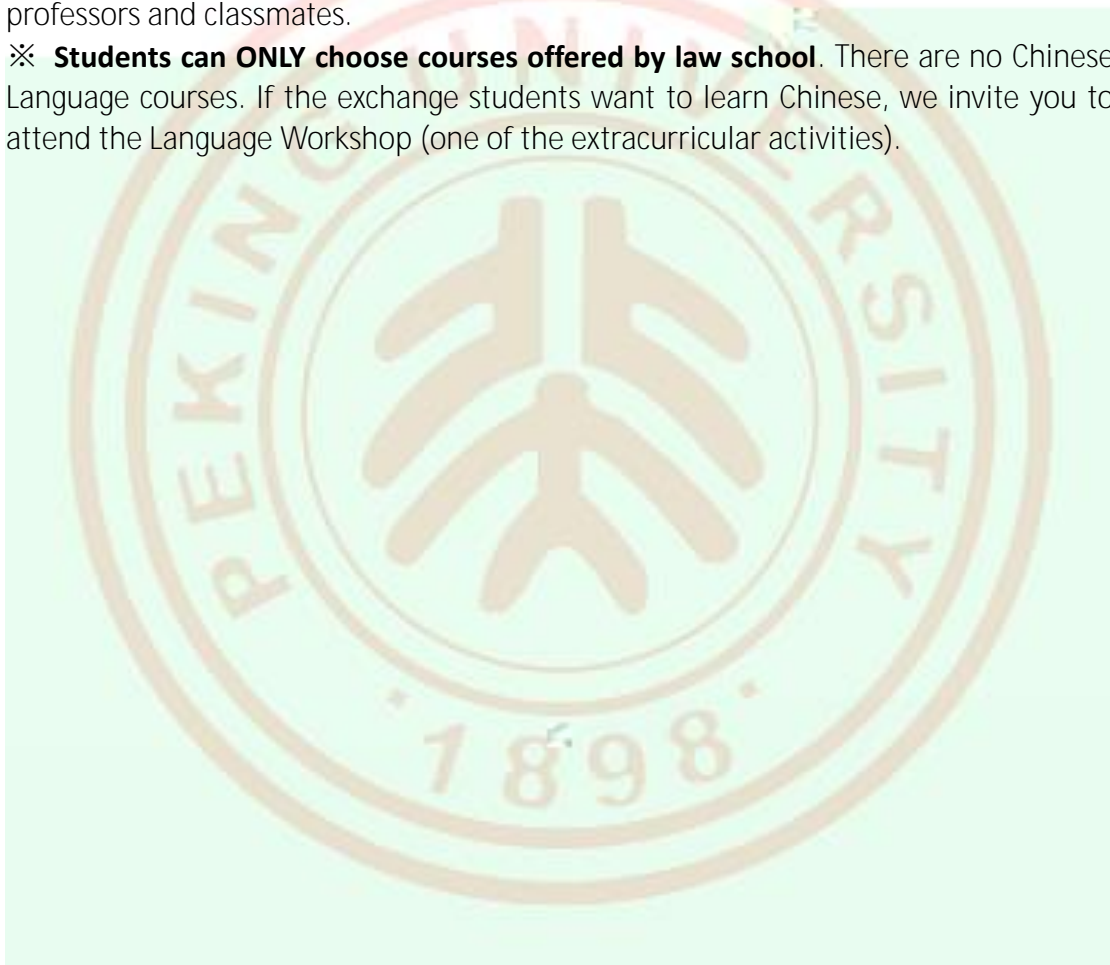 professors and classmates.
※ Students can ONLY choose courses offered by law school. There are no Chinese
Language courses. If the exchange students want to learn Chinese, we invite you to
attend the Language Workshop (one of the extracurricular activities).
PEKING UNIVERSITY
1898